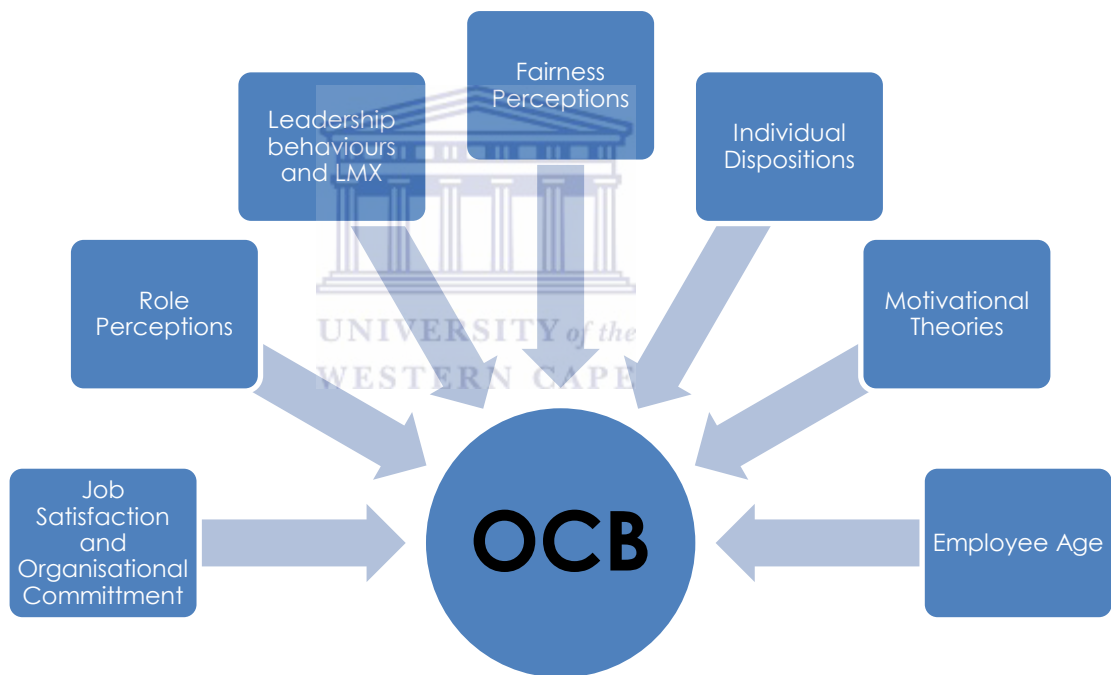 Fairness
Perceptions
Leadership
behaviours
and LMX
Individual
Dispositions
Role
Perceptions
Motivational
Theories
UNIVERSITY of the
WESTERN CAPE
Job
Satisfaction
and
Organisational
Committment
OCB
Employee Age